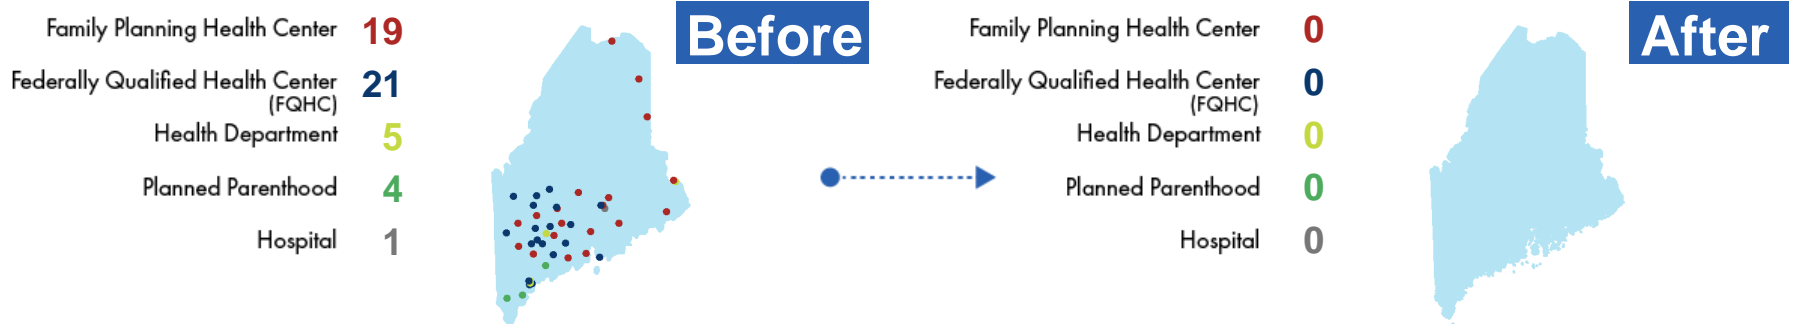 Family Planning Health Center 19
Federally Qualified Health Center 21
(FQHC)
Health Department 5
Planned Parenthood 4
Hospital 1
Before
Family Planning Health Center 0
Federally Qualified Health Center 0
(FQHC)
Health Department 0
Planned Parenthood 0
Hospital 0
After